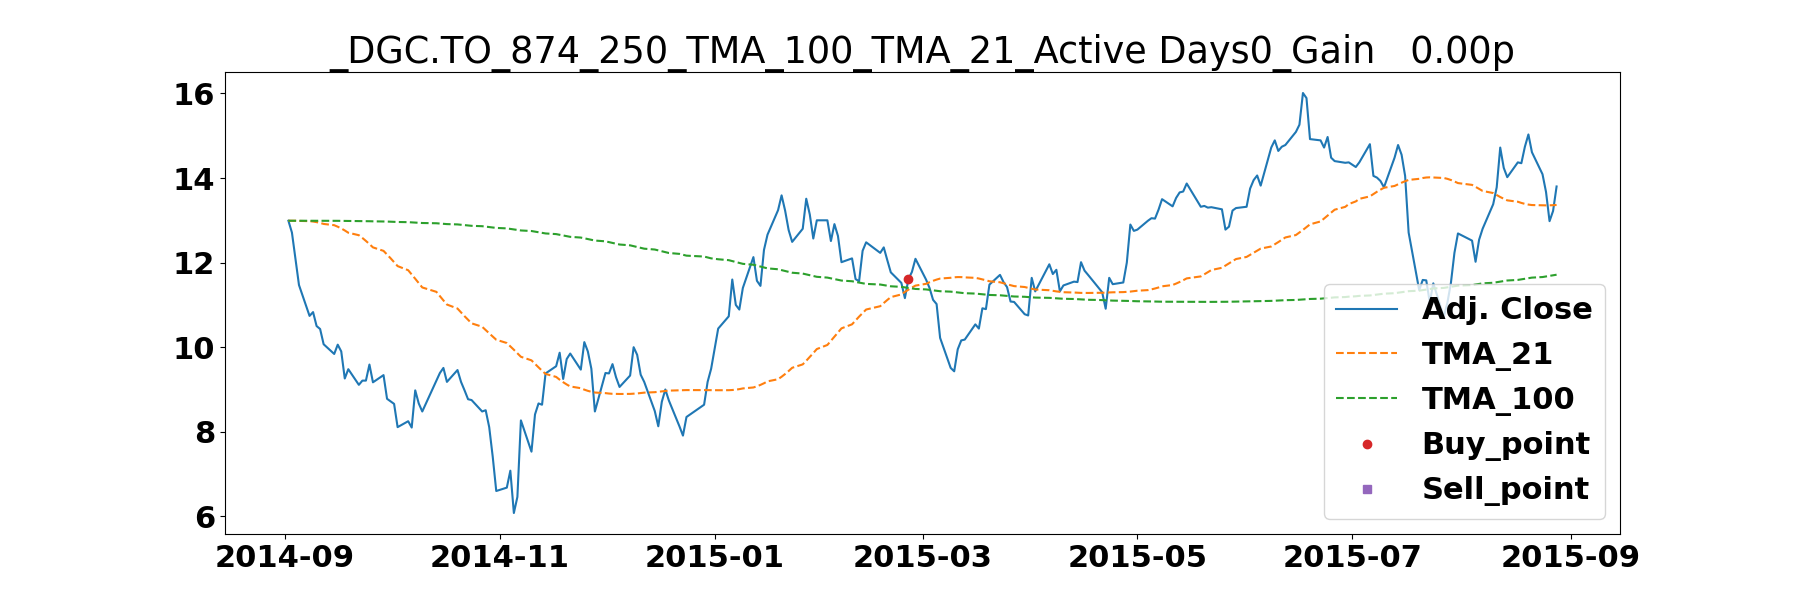 _DGC.TO_874_250_TMA_100_TMA_21_Active Days0_Gain   0.00p
16
14
12
10
8
6
Adj. Close
TMA_21
TMA_100
Buy_point
Sell_point
2014-09 2014-11 2015-01 2015-03 2015-05 2015-07 2015-09